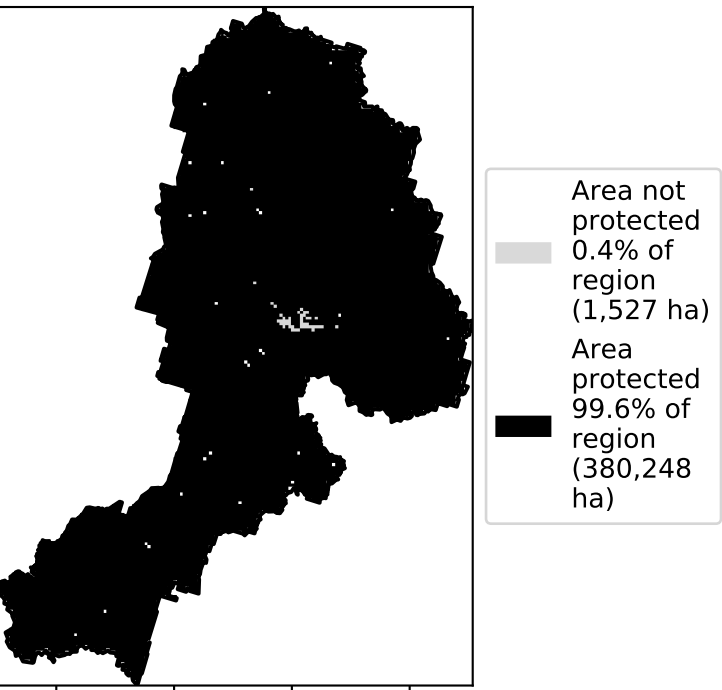 Area not
protected
0.4% of
region
(1,527 ha)
Area
protected
99.6% of
region
(380,248
ha)